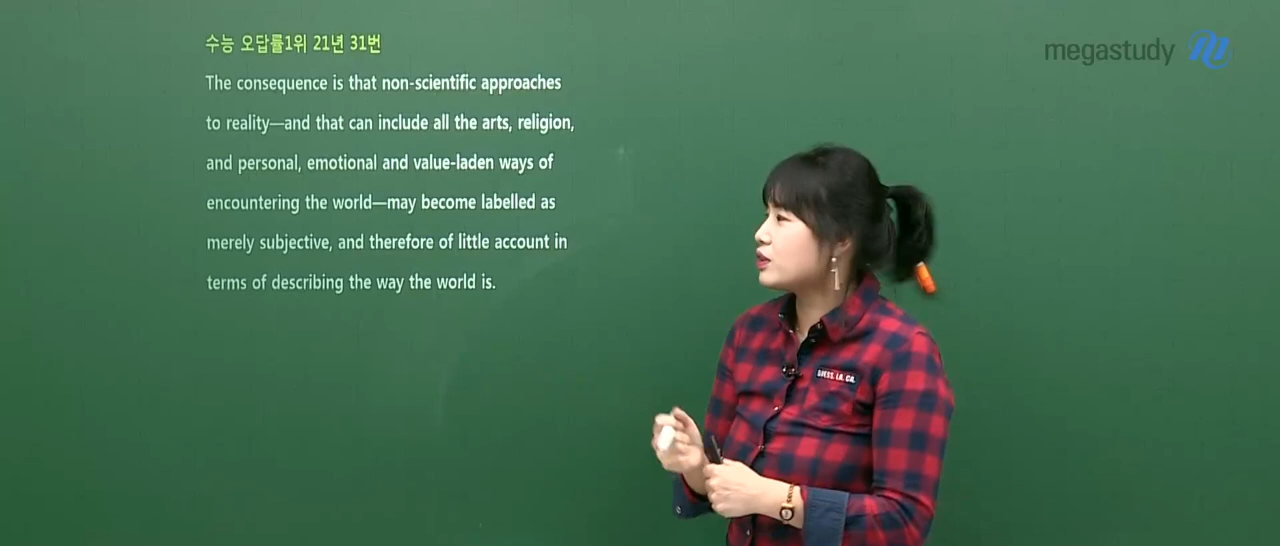 수능 오답률1위 21년 31번
The consequence is that non-scientific approaches
to reality—and that can include all the arts, religion,
and personal, emotional and value-laden ways of
encountering the world—may become labelled as
merely subjective, and therefore of little account in
terms of describing the way the world is.
megastudy